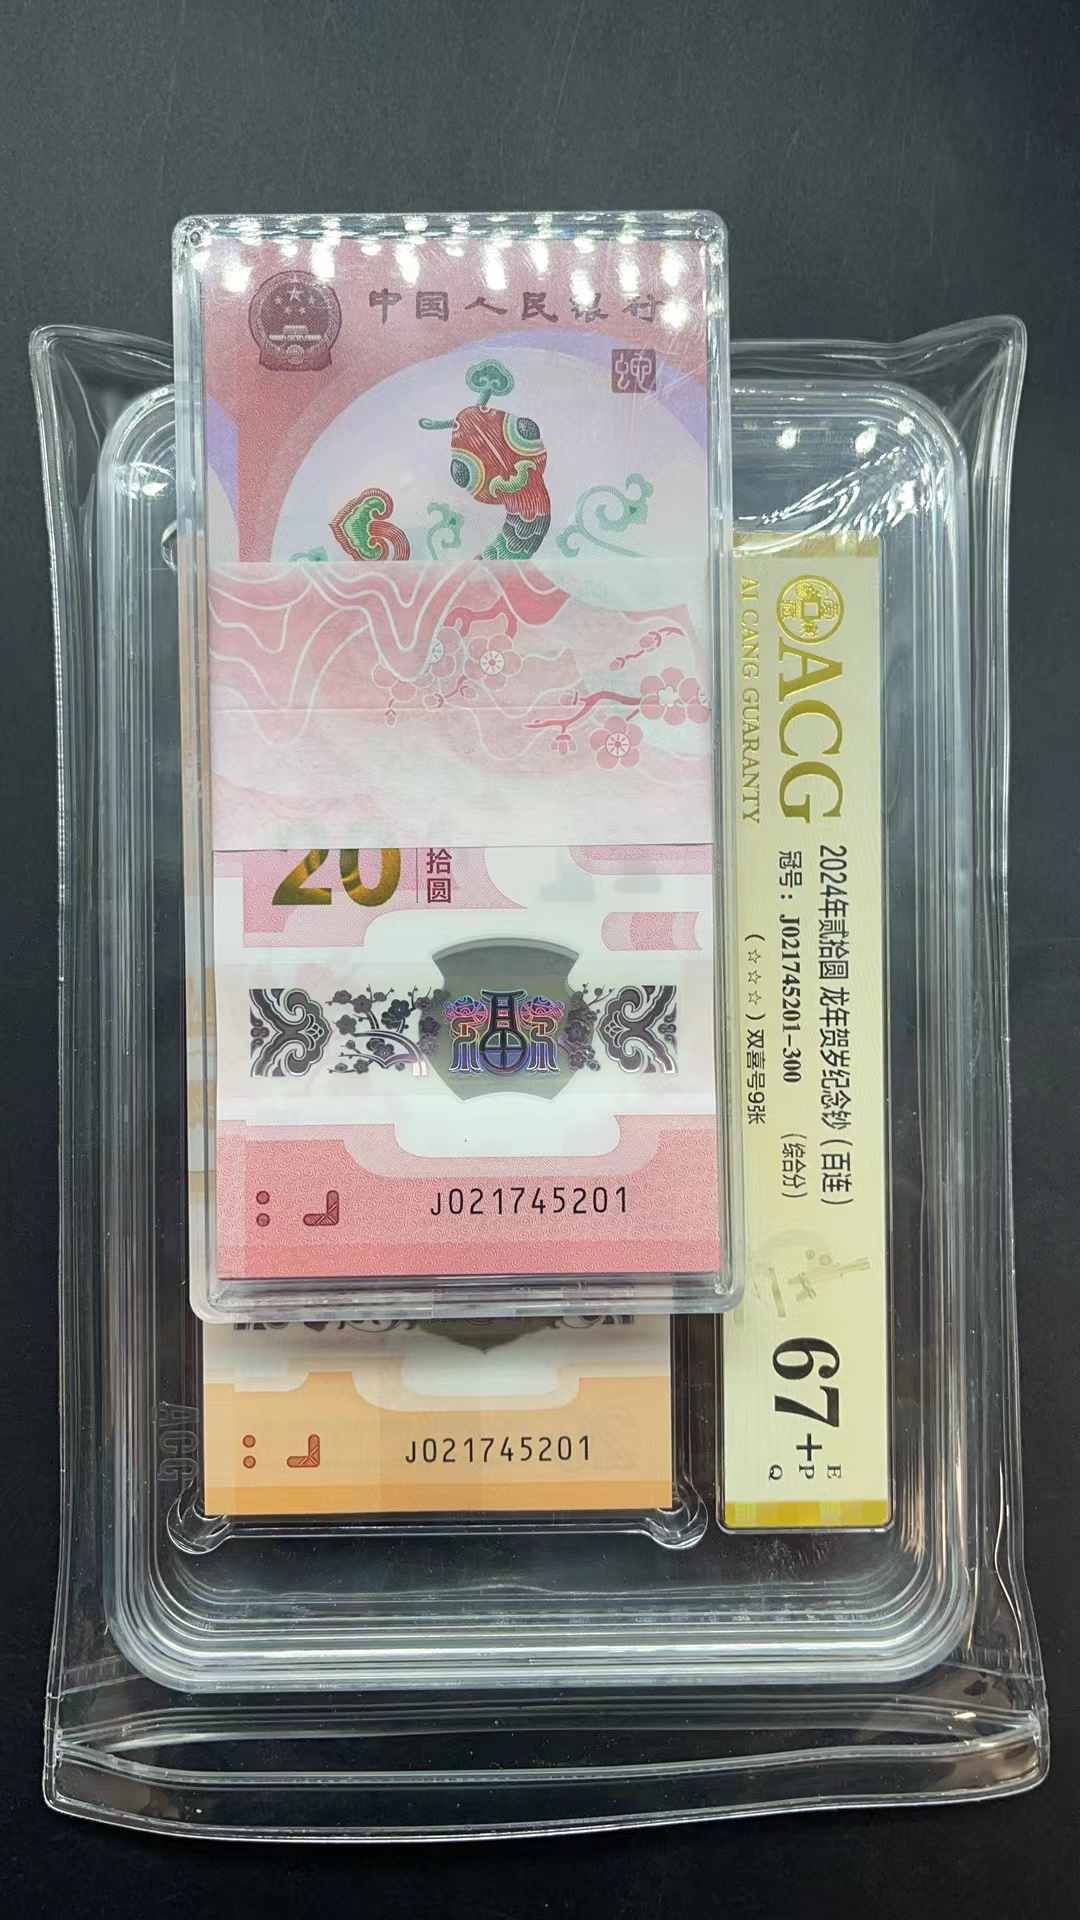 中国人民银行
蛇
20
拾圆
J021745201
J021745201
ACG
AI CANG GUARANTY
ACG
2024年贰拾圆 龙年贺岁纪念钞（百连）
冠号：J021745201-300
（综合分）
（☆☆☆）双喜号9张
67+
E
P
Q